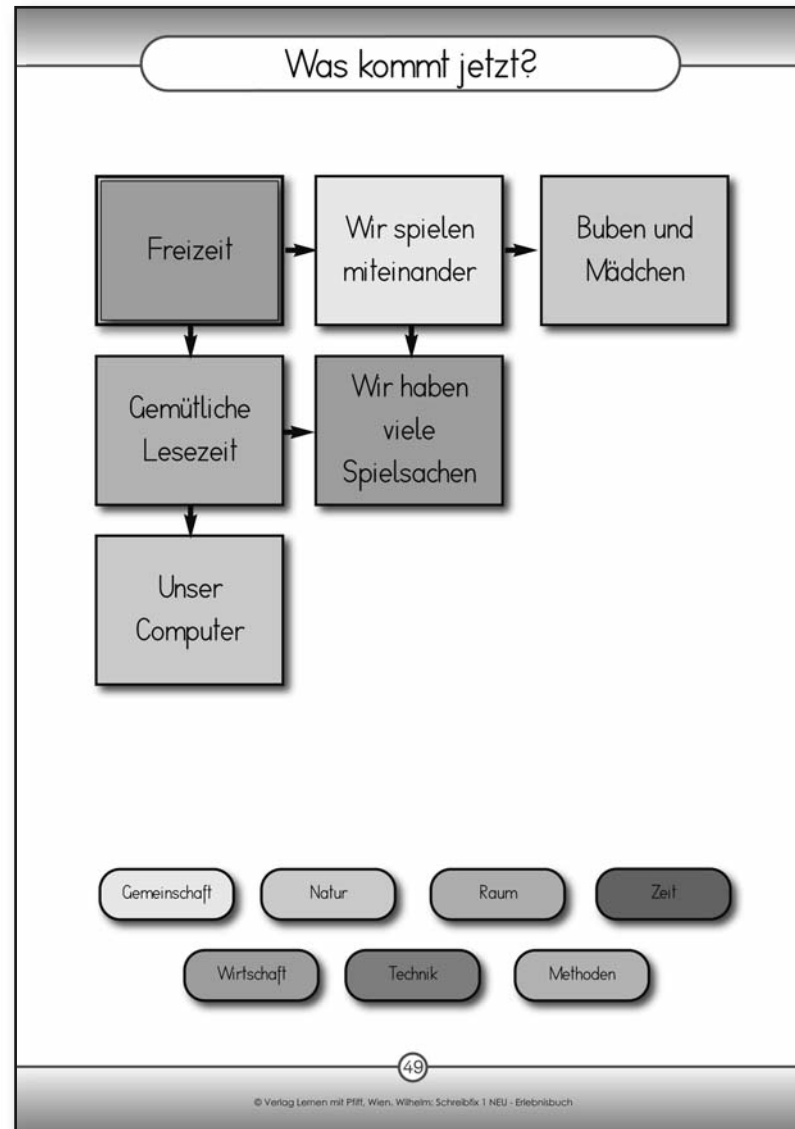 Was kommt jetzt?
Freizeit
Wir spielen
miteinander
Buben und
Mädchen
Gemütliche
Lesezeit
Wir haben
viele
Spielsachen
Unser
Computer
Gemeinschaft
Natur
Raum
Zeit
Wirtschaft
Technik
Methoden
49
© Verlag Lernen mit Pfiff, Wien. Wilhelm: Schreibfix 1 NEU - Erlebnisbuch